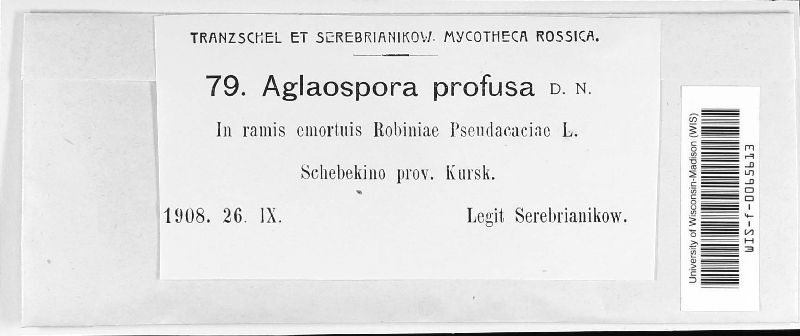 TRANZSCHEL ET SEREBRIANIKOW. MYCOTHECA ROSSICA.
79. Aglaospora profusa D. N.
In ramis emortuis Robiniae Pseudacaciae L.
Schebekino prov. Kursk.
1908. 26. IX. Legit Serebrianikow.
University of Wisconsin-Madison (WIS)
WIS-f-0065613